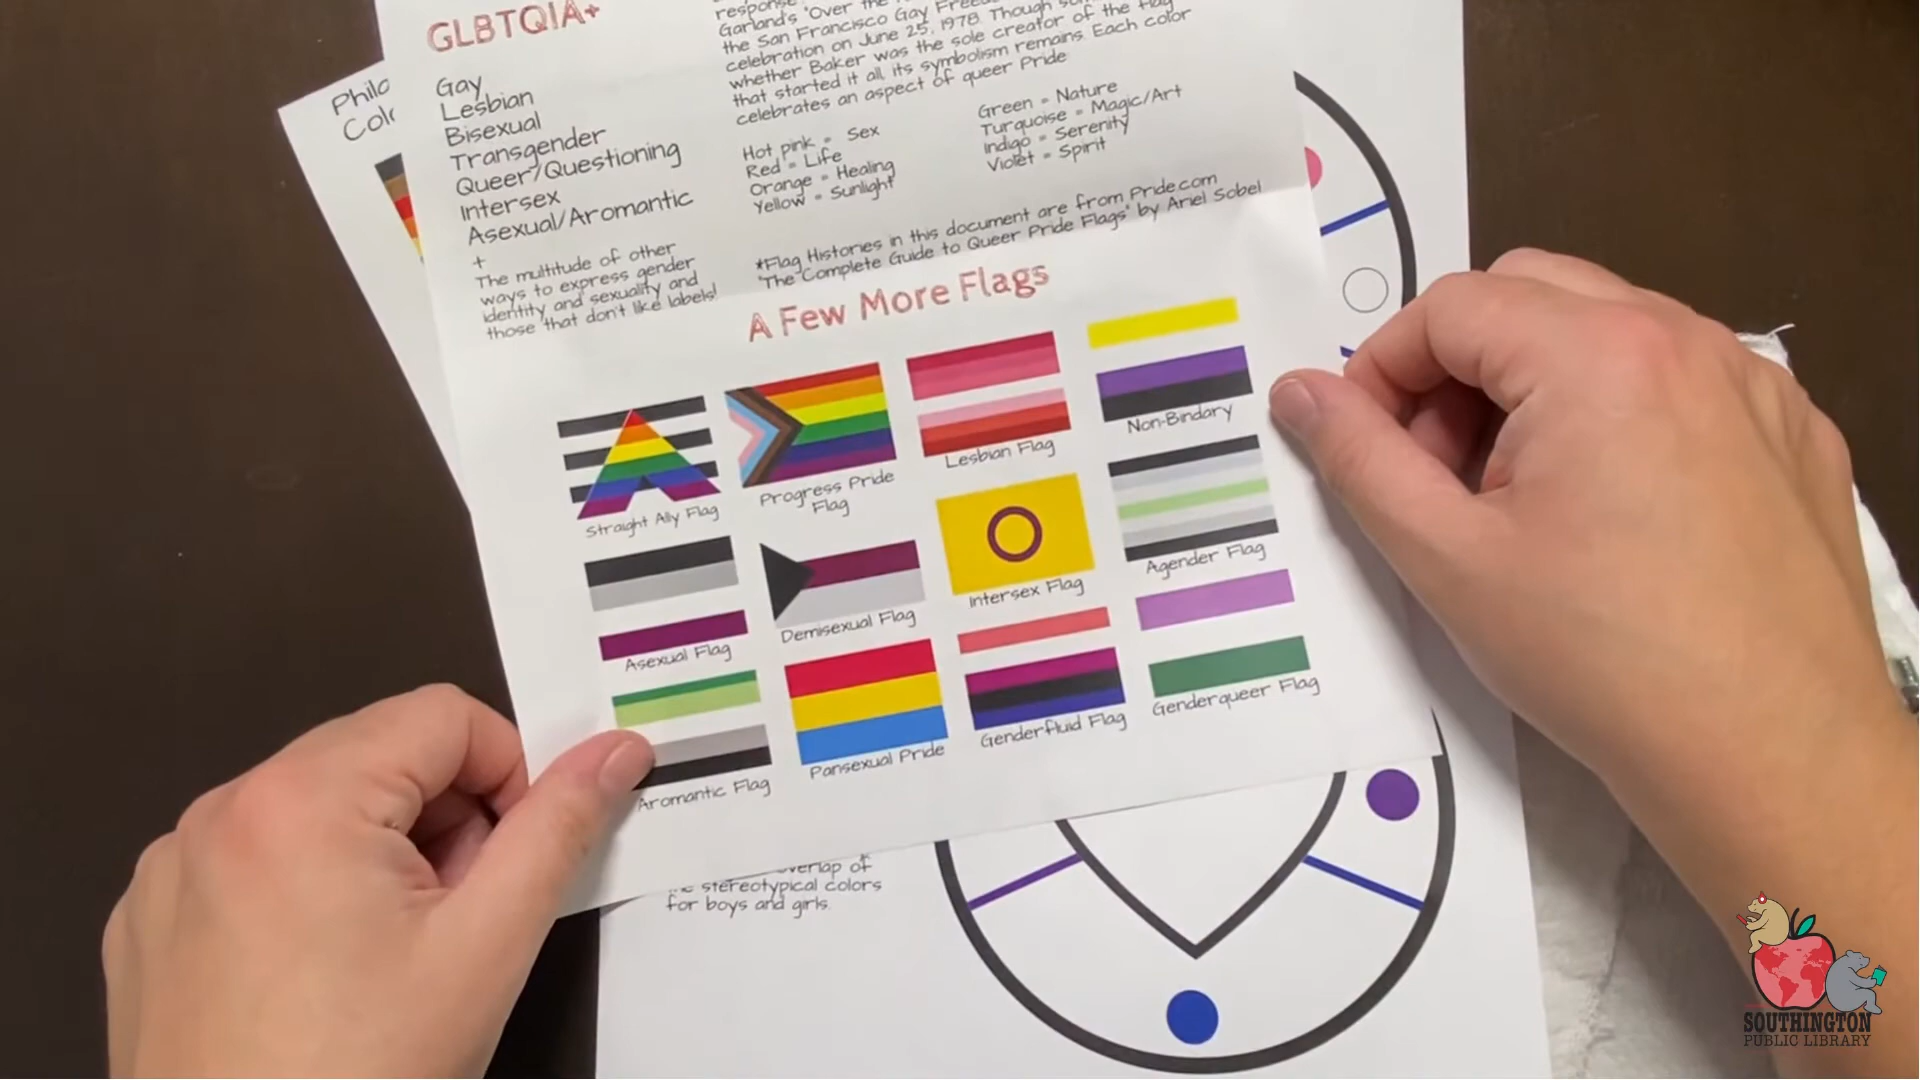 GLBTQIA+
Gay
Lesbian
Bisexual
Transgender
Queer/Questioning
Intersex
Asexual/Aromantic
+
The multitude of other
ways to express gender
identity and sexuality and
those that don't like labels!
Philo
Garland's "Over the
the San Francisco Gay
celebration on June 25, 1978. Though
whether Baker was the sole creator of the flag
that started it all, its symbolism remains. Each color
celebrates an aspect of queer Pride
Hot pink = Sex
Red = Life
Orange = Healing
Yellow = Sunlight
Green = Nature
Turquoise = Magic/Art
Indigo = Serenity
Violet = Spirit
*Flag Histories in this document are from Pride.com
"The Complete Guide to Queer Pride Flags" by Ariel Sobel
A Few More Flags
Straight Ally Flag
Progress Pride
Flag
Lesbian Flag
Non-Bindary
Asexual Flag
Demisexual Flag
Intersex Flag
Agender Flag
Aromantic Flag
Pansexual Pride
Genderfluid Flag
Genderqueer Flag
of
stereotypical colors
for boys and girls.
SOUTHINGTON
PUBLIC LIBRARY